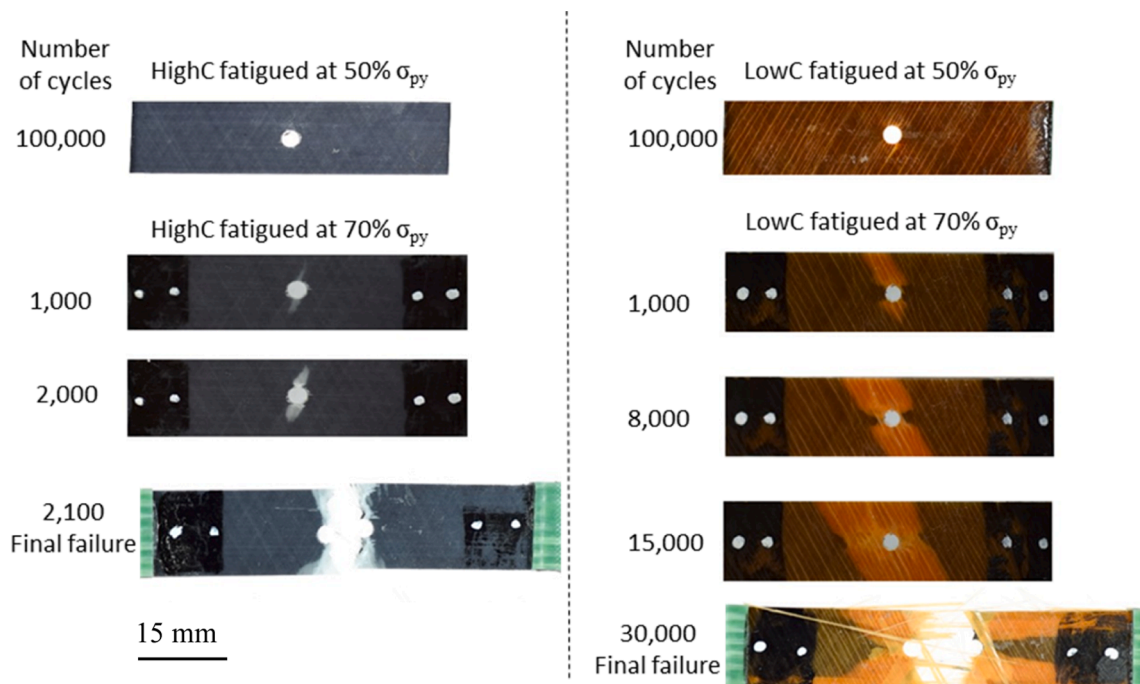 Number
of cycles
HighC fatigued at 50% σpy
100,000
HighC fatigued at 70% σpy
1,000
2,000
2,100
Final failure
15 mm
Number
of cycles
LowC fatigued at 50% σpy
100,000
LowC fatigued at 70% σpy
1,000
8,000
15,000
30,000
Final failure